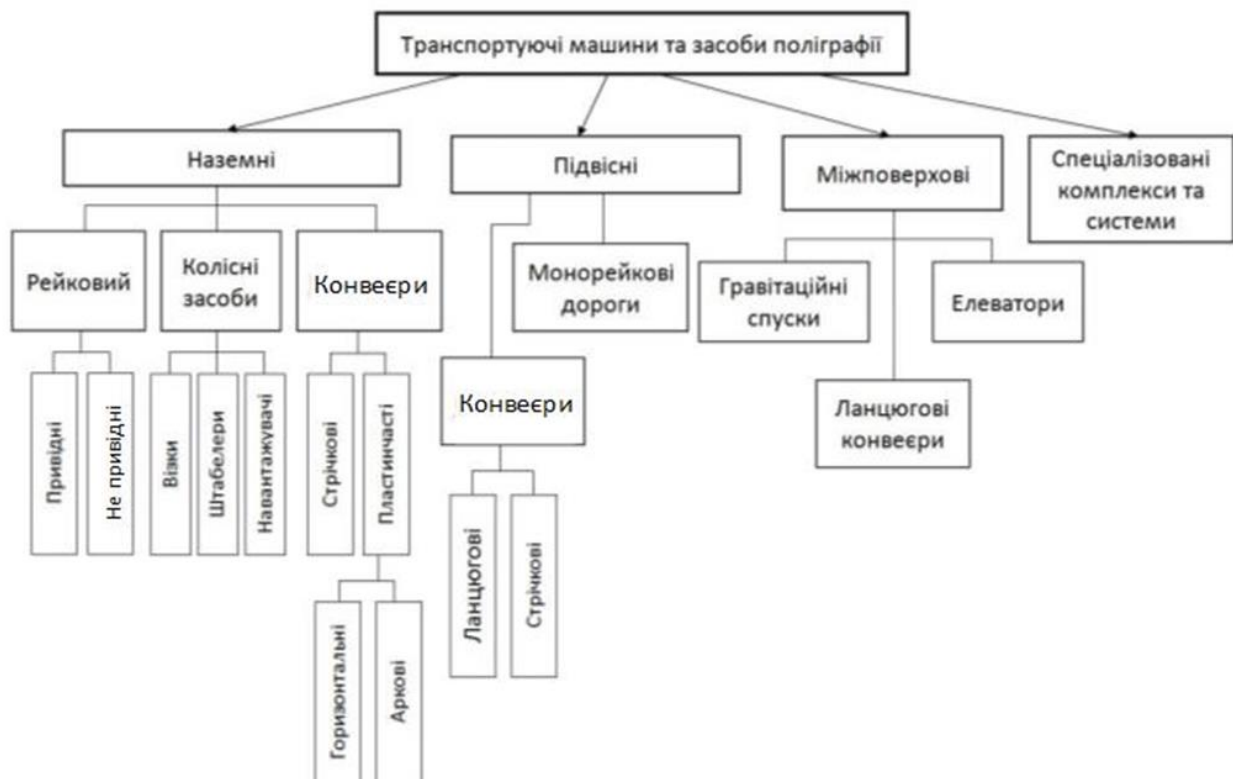 Транспортуючі машини та засоби поліграфії
Наземні
Підвісні
Міжповерхові
Спеціалізовані
комплекси та
системи
Рейковий
Колісні
засоби
Конвеєри
Монорейкові
дороги
Гравітаційні
спуски
Елеватори
Привідні
Не привідні
Візки
Штабелери
Навантажувачі
Стрічкові
Пластинчасті
Конвеєри
Ланцюгові
конвеєри
Горизонтальні
Аркові
Ланцюгові
Стрічкові